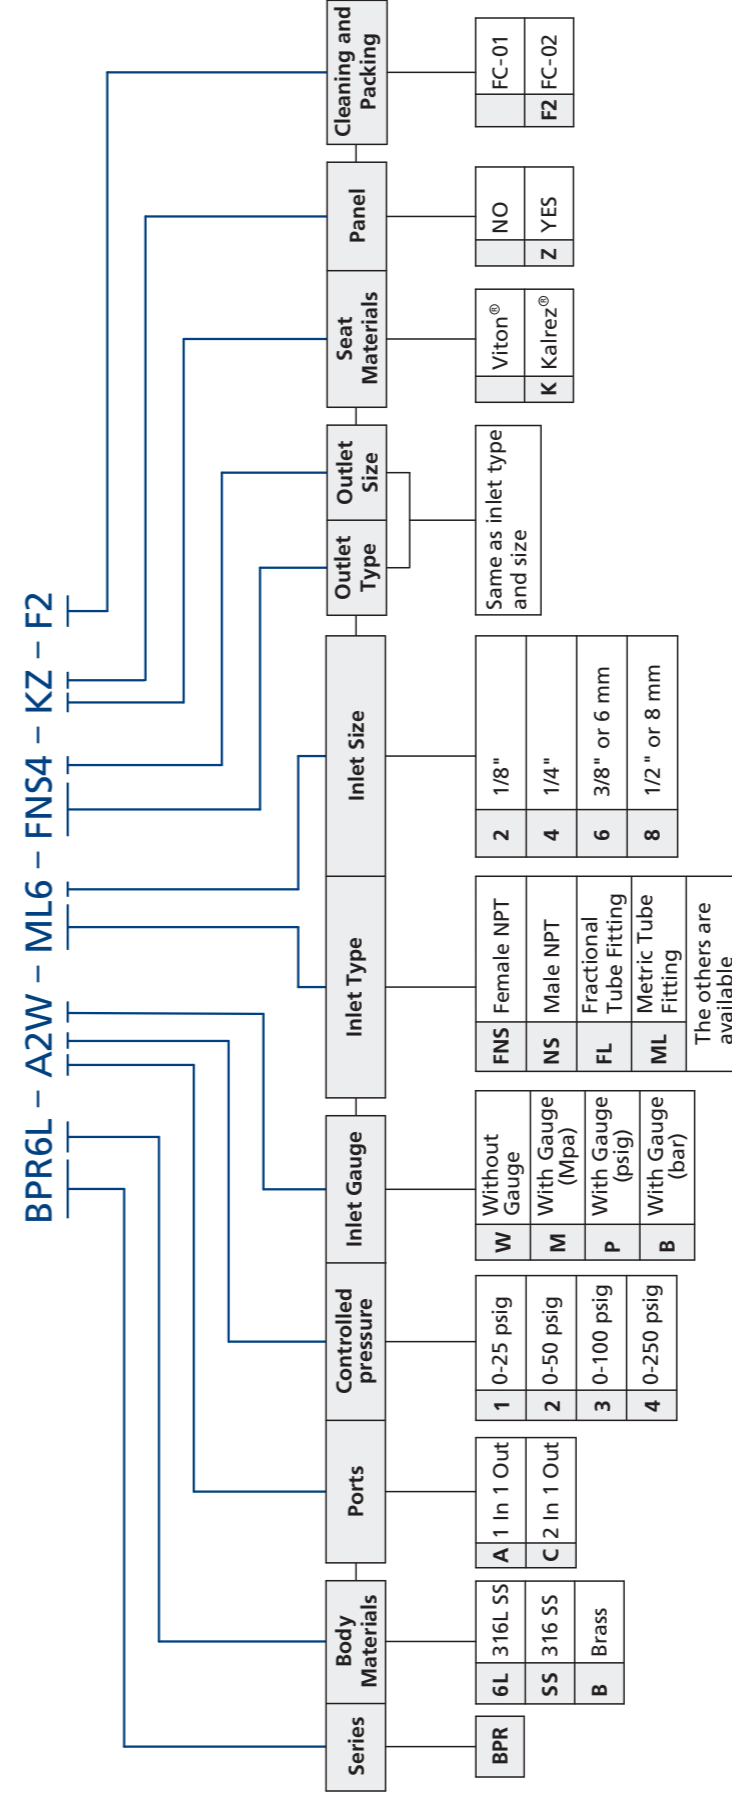 BPR6L – A2W – ML6 – FNS4 – KZ – F2
Series
BPR
Body
Materials
6L 316L SS
SS 316 SS
B Brass
Ports
A 1 In 1 Out
C 2 In 1 Out
Controlled
pressure
1 0-25 psig
2 0-50 psig
3 0-100 psig
4 0-250 psig
Inlet Gauge
W Without
Gauge
M With Gauge
(Mpa)
P With Gauge
(psig)
B With Gauge
(bar)
Inlet Type
FNS Female NPT
NS Male NPT
FL Fractional
Tube Fitting
ML Metric Tube
Fitting
The others are
available
Inlet Size
2 1/8"
4 1/4"
6 3/8" or 6 mm
8 1/2" or 8 mm
Outlet
Type
Outlet
Size
Same as inlet type
and size
Seat
Materials
Viton®
K Kalrez®
Panel
NO
Z YES
Cleaning and
Packing
FC-01
F2 FC-02